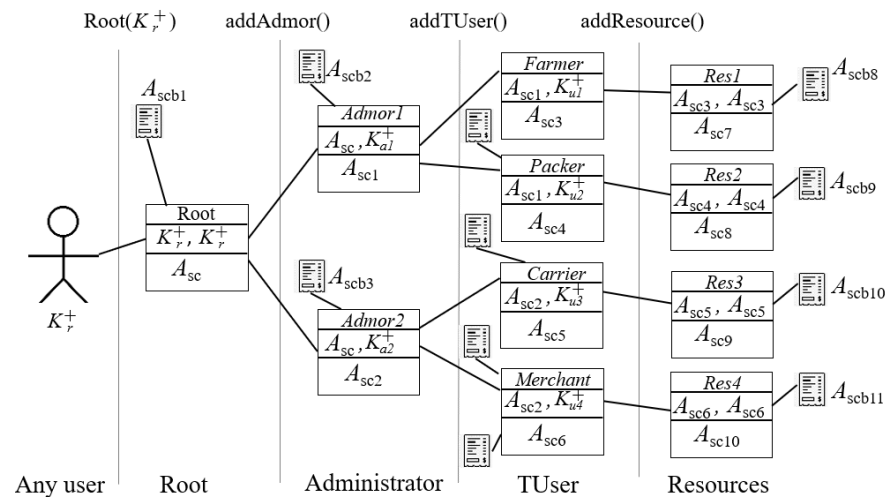 Root(K_r^+) addAdmor() addTUser() addResource()
A_scb1
K_r^+
Root
K_r^+, K_r^+
A_sc
A_scb2
Admor1
A_sc, K_a1^+
A_sc1
A_scb3
Admor2
A_sc, K_a2^+
A_sc2
Farmer
A_sc1, K_u1^+
A_sc3
Packer
A_sc1, K_u2^+
A_sc4
Carrier
A_sc2, K_u3^+
A_sc5
Merchant
A_sc2, K_u4^+
A_sc6
Res1
A_sc3, A_sc3
A_sc7
A_scb8
Res2
A_sc4, A_sc4
A_sc8
A_scb9
Res3
A_sc5, A_sc5
A_sc9
A_scb10
Res4
A_sc6, A_sc6
A_sc10
A_scb11
Any user Root Administrator TUser Resources